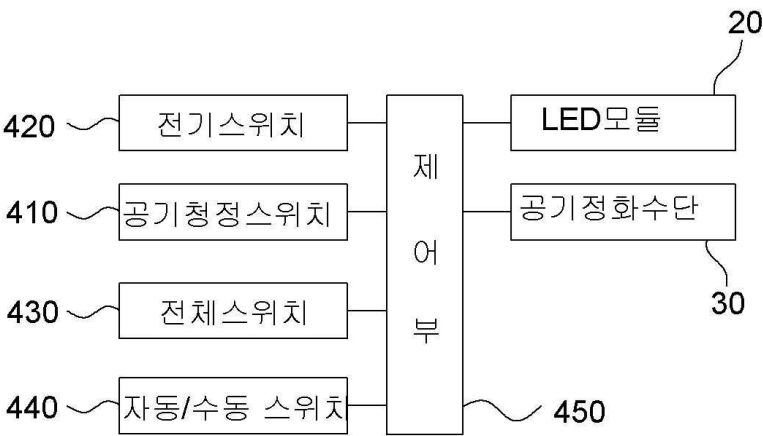 20
420
전기스위치
LED모듈
제
어
부
410
공기청정스위치
공기정화수단
30
430
전체스위치
440
자동/수동 스위치
450